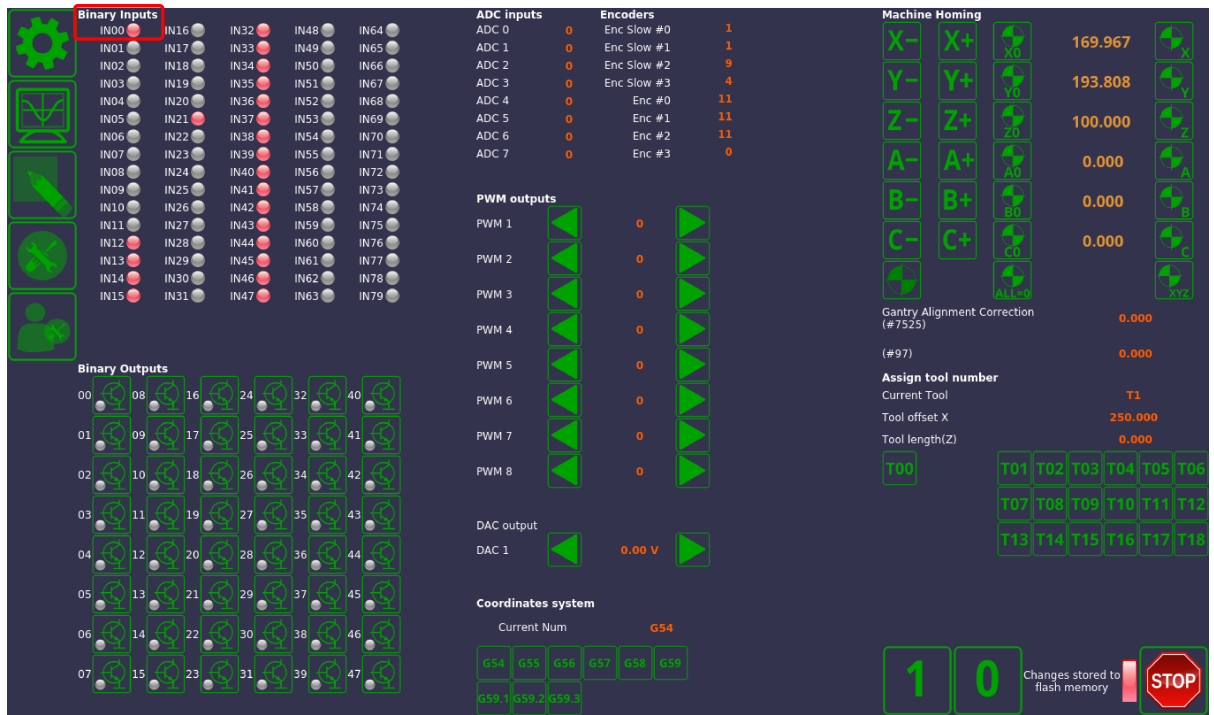 Binary Inputs
IN00 IN16 IN32 IN48 IN64
IN01 IN17 IN33 IN49 IN65
IN02 IN18 IN34 IN50 IN66
IN03 IN19 IN35 IN51 IN67
IN04 IN20 IN36 IN52 IN68
IN05 IN21 IN37 IN53 IN69
IN06 IN22 IN38 IN54 IN70
IN07 IN23 IN39 IN55 IN71
IN08 IN24 IN40 IN56 IN72
IN09 IN25 IN41 IN57 IN73
IN10 IN26 IN42 IN58 IN74
IN11 IN27 IN43 IN59 IN75
IN12 IN28 IN44 IN60 IN76
IN13 IN29 IN45 IN61 IN77
IN14 IN30 IN46 IN62 IN78
IN15 IN31 IN47 IN63 IN79
Binary Outputs
00 08 16 24 32 40
01 09 17 25 33 41
02 10 18 26 34 42
03 11 19 27 35 43
04 12 20 28 36 44
05 13 21 29 37 45
06 14 22 30 38 46
07 15 23 31 39 47
ADC inputs
ADC 0 0
ADC 1 0
ADC 2 0
ADC 3 0
ADC 4 0
ADC 5 0
ADC 6 0
ADC 7 0
Encoders
Enc Slow #0 1
Enc Slow #1 1
Enc Slow #2 9
Enc Slow #3 4
Enc #0 11
Enc #1 11
Enc #2 11
Enc #3 0
PWM outputs
PWM 1 0
PWM 2 0
PWM 3 0
PWM 4 0
PWM 5 0
PWM 6 0
PWM 7 0
PWM 8 0
DAC output
DAC 1 0.00 V
Coordinates system
Current Num G54
G54 G55 G56 G57 G58 G59
G59.1 G59.2 G59.3
Machine Homing
X- X+ X0 169.967 X
Y- Y+ Y0 193.808 Y
Z- Z+ Z0 100.000 Z
A- A+ A0 0.000 A
B- B+ B0 0.000 B
C- C+ C0 0.000 C
ALL=0 XYZ
Gantry Alignment Correction
(#7525) 0.000
(#97) 0.000
Assign tool number
Current Tool T1
Tool offset X 250.000
Tool length(Z) 0.000
T00 T01 T02 T03 T04 T05 T06
T07 T08 T09 T10 T11 T12
T13 T14 T15 T16 T17 T18
1 0
Changes stored to
flash memory
STOP